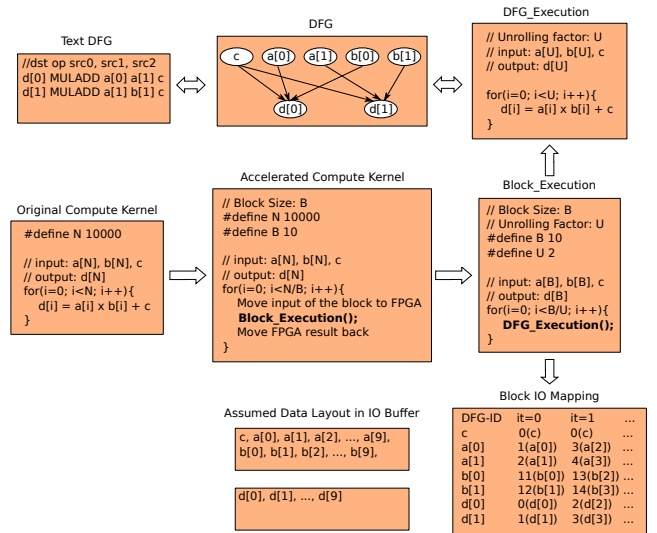 Text DFG
//dst op src0, src1, src2
d[0] MULADD a[0] a[1] c
d[1] MULADD a[1] b[1] c
DFG
c a[0] a[1] b[0] b[1]
d[0] d[1]
DFG_Execution
// Unrolling factor: U
// input: a[U], b[U], c
// output: d[U]
for(i=0; i<U; i++){
d[i] = a[i] x b[i] + c
}
Original Compute Kernel
#define N 10000
// input: a[N], b[N], c
// output: d[N]
for(i=0; i<N; i++){
d[i] = a[i] x b[i] + c
}
Accelerated Compute Kernel
// Block Size: B
#define N 10000
#define B 10
// input: a[N], b[N], c
// output: d[N]
for(i=0; i<N/B; i++){
Move input of the block to FPGA
Block_Execution();
Move FPGA result back
}
Block_Execution
// Block Size: B
// Unrolling Factor: U
#define B 10
#define U 2
// input: a[B], b[B], c
// output: d[B]
for(i=0; i<B/U; i++){
DFG_Execution();
}
Assumed Data Layout in IO Buffer
c, a[0], a[1], a[2], ..., a[9],
b[0], b[1], b[2], ..., b[9],
d[0], d[1], ..., d[9]
Block IO Mapping
DFG-ID it=0 it=1 ...
c 0(c) 0(c) ...
a[0] 1(a[0]) 3(a[2]) ...
a[1] 2(a[1]) 4(a[3]) ...
b[0] 11(b[0]) 13(b[2]) ...
b[1] 12(b[1]) 14(b[3]) ...
d[0] 0(d[0]) 2(d[2]) ...
d[1] 1(d[1]) 3(d[3]) ...